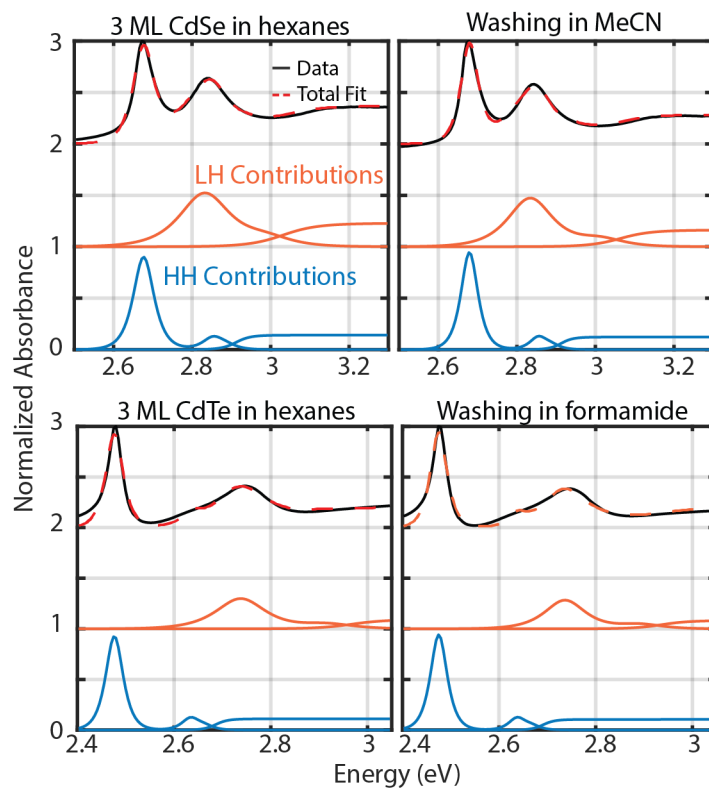 3 ML CdSe in hexanes
Washing in MeCN
3
2
1
0
Data
Total Fit
LH Contributions
HH Contributions
2.6
2.8
3
3.2
2.6
2.8
3
3.2
Normalized Absorbance
3 ML CdTe in hexanes
Washing in formamide
3
2
1
0
2.4
2.6
2.8
3
2.4
2.6
2.8
3
Energy (eV)